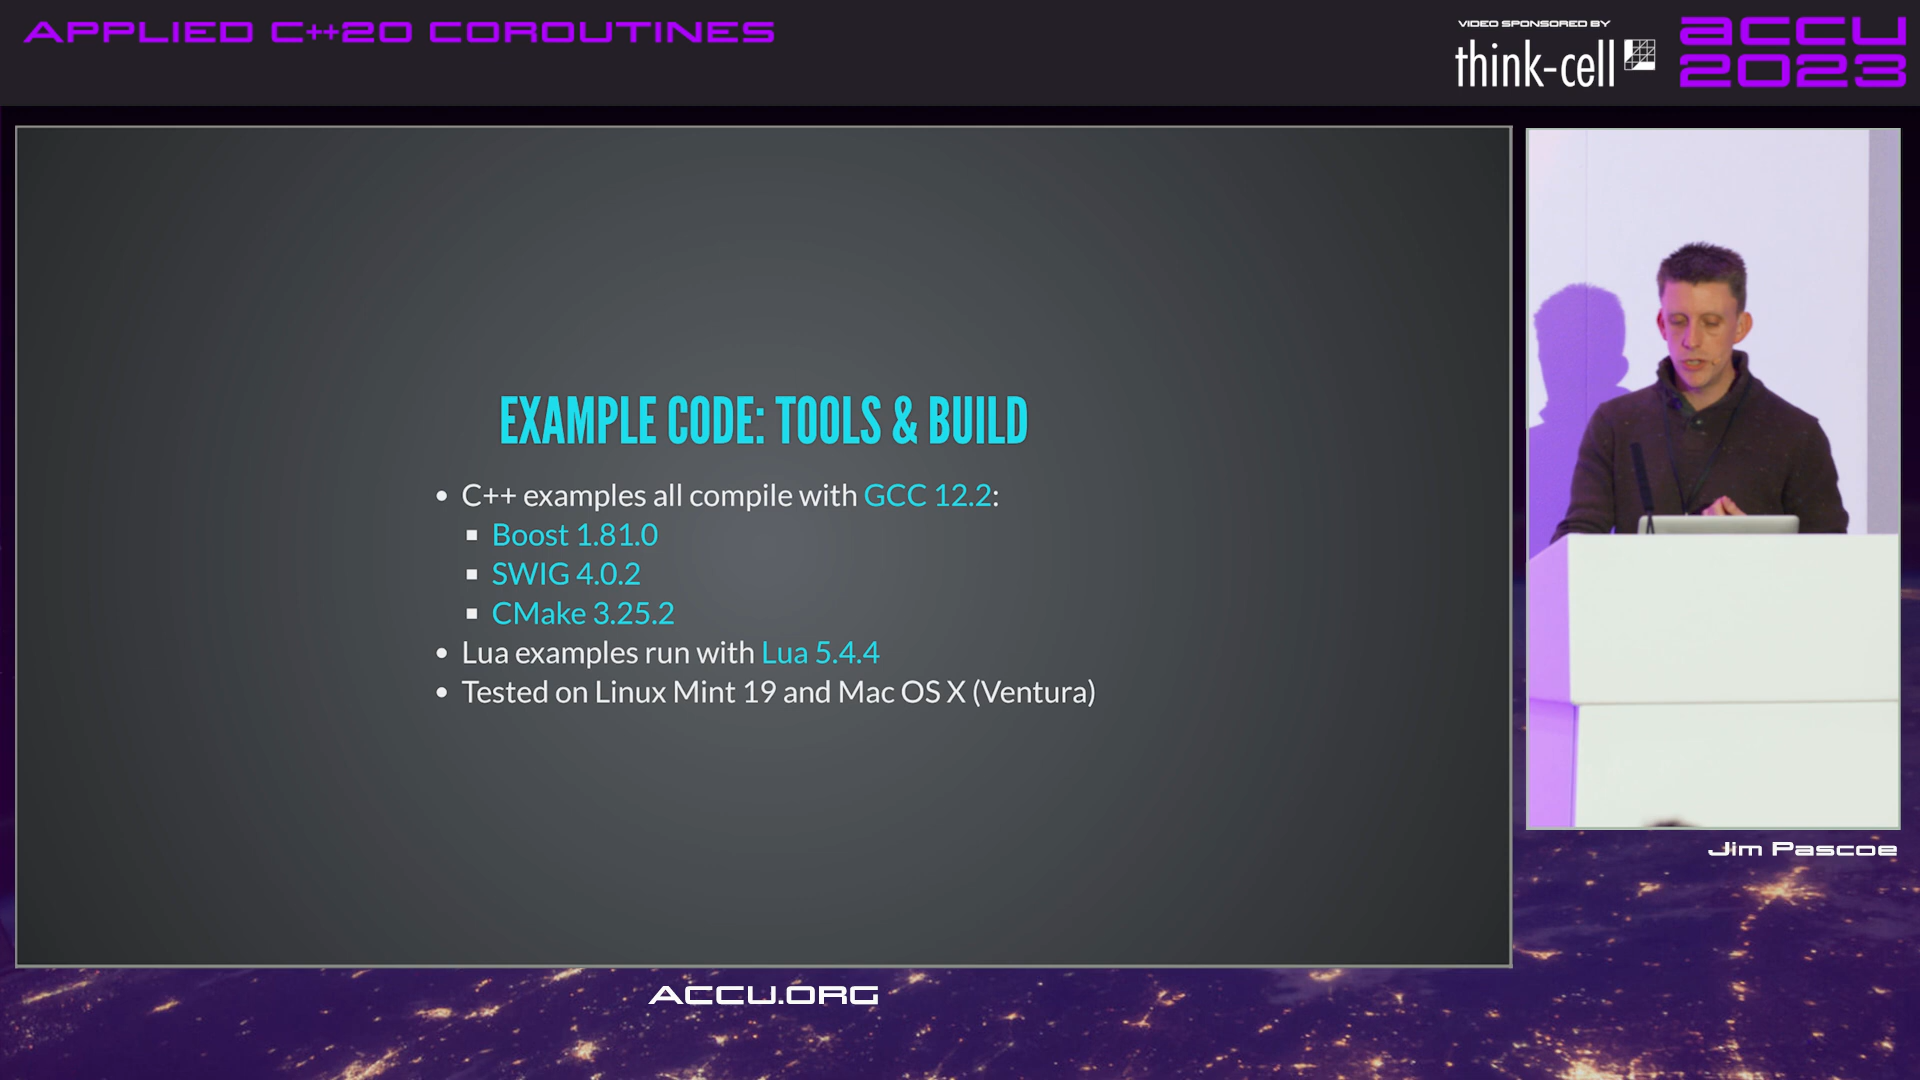 APPLIED C++20 COROUTINES
VIDEO SPONSORED BY
think-cell
accu
2023
EXAMPLE CODE: TOOLS & BUILD
• C++ examples all compile with GCC 12.2:
▪ Boost 1.81.0
▪ SWIG 4.0.2
▪ CMake 3.25.2
• Lua examples run with Lua 5.4.4
• Tested on Linux Mint 19 and Mac OS X (Ventura)
Jim Pascoe
ACCU.ORG